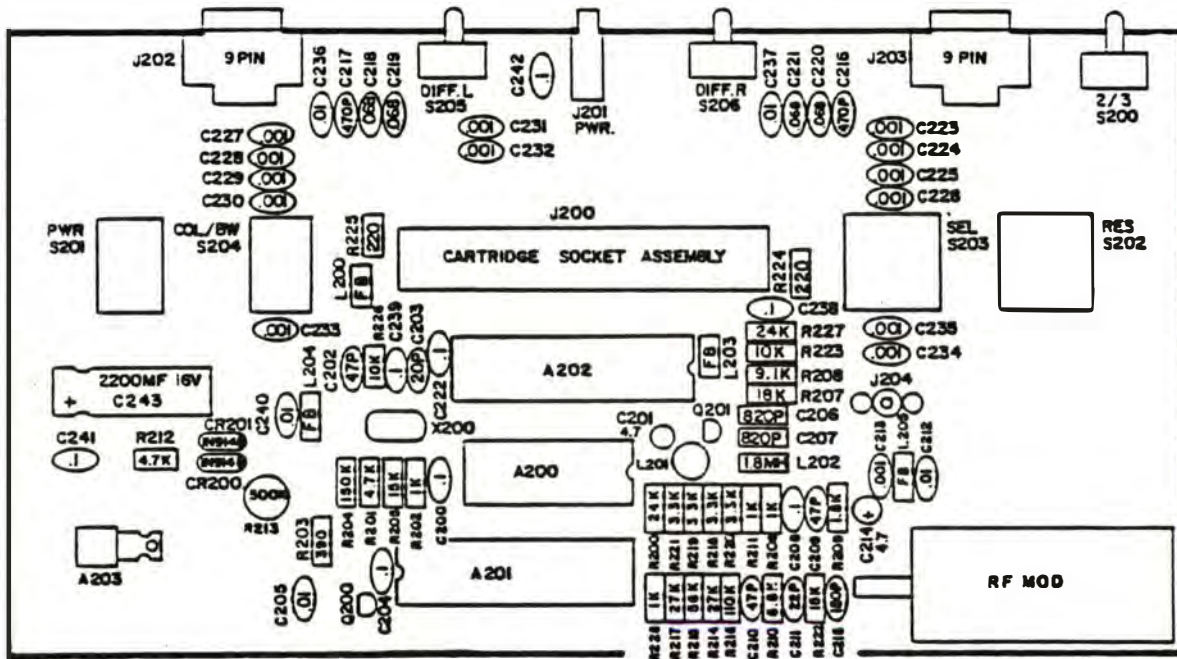 J202
9 PIN
C236
C217
C218
C219
.01
470P
.068
.068
DIFF.L
S205
C242
.1
J201
PWR.
DIFF.R
S206
C237
C221
C220
C216
.01
.068
.068
470P
J203
9 PIN
2/3
S200
C227 .001
C228 .001
C229 .001
C230 .001
.001 C231
.001 C232
.001 C223
.001 C224
.001 C225
.001 C226
PWR
S201
COL/BW
S204
R225
220
L200
FB
J200
CARTRIDGE SOCKET ASSEMBLY
R224
220
SEL
S203
RES
S202
.001 C233
.1 C238
24K R227
10K R223
9.1K R208
18K R207
820P C206
820P C207
1.8MH L202
.001 C235
.001 C234
J204
L204
C202
R226
C239
C203
FB
47P
10K
.1
20P
.1
C222
A202
FB
L203
2200MF 16V
+ C243
C240
.01
X200
C201
4.7
Q201
L201
C241
.1
R212
4.7K
CR201
IN914
IN914
CR200
500K
R213
150K
4.7K
15K
1K
.1
R204
R201
R205
R202
C200
A200
C213
L205
C212
.001
FB
.01
24K
3.3K
3.3K
3.3K
3.3K
1K
1K
.1
47P
1.8K
R200
R221
R219
R218
R220
R211
R206
C208
C209
R209
C214
4.7
+
A203
R203
390
C205
.01
Q200
C204
.1
A201
1K
27K
56K
27K
110K
47P
6.8K
22P
15K
180P
R228
R217
R215
R214
R216
C210
R210
C211
R222
C215
RF MOD